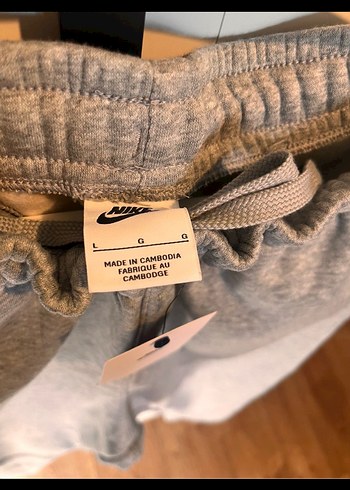 NIKE
L G G
MADE IN CAMBODIA
FABRIQUE AU
CAMBODGE